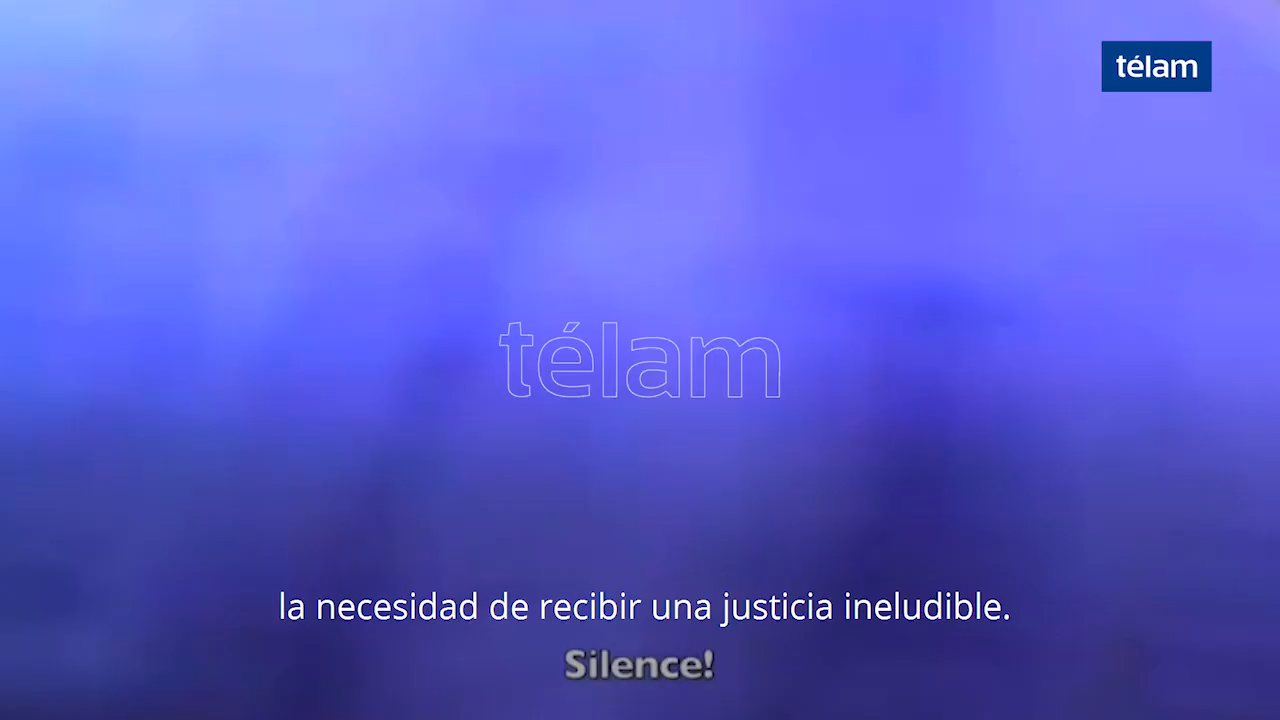 télam
télam
la necesidad de recibir una justicia ineludible.
Silence!